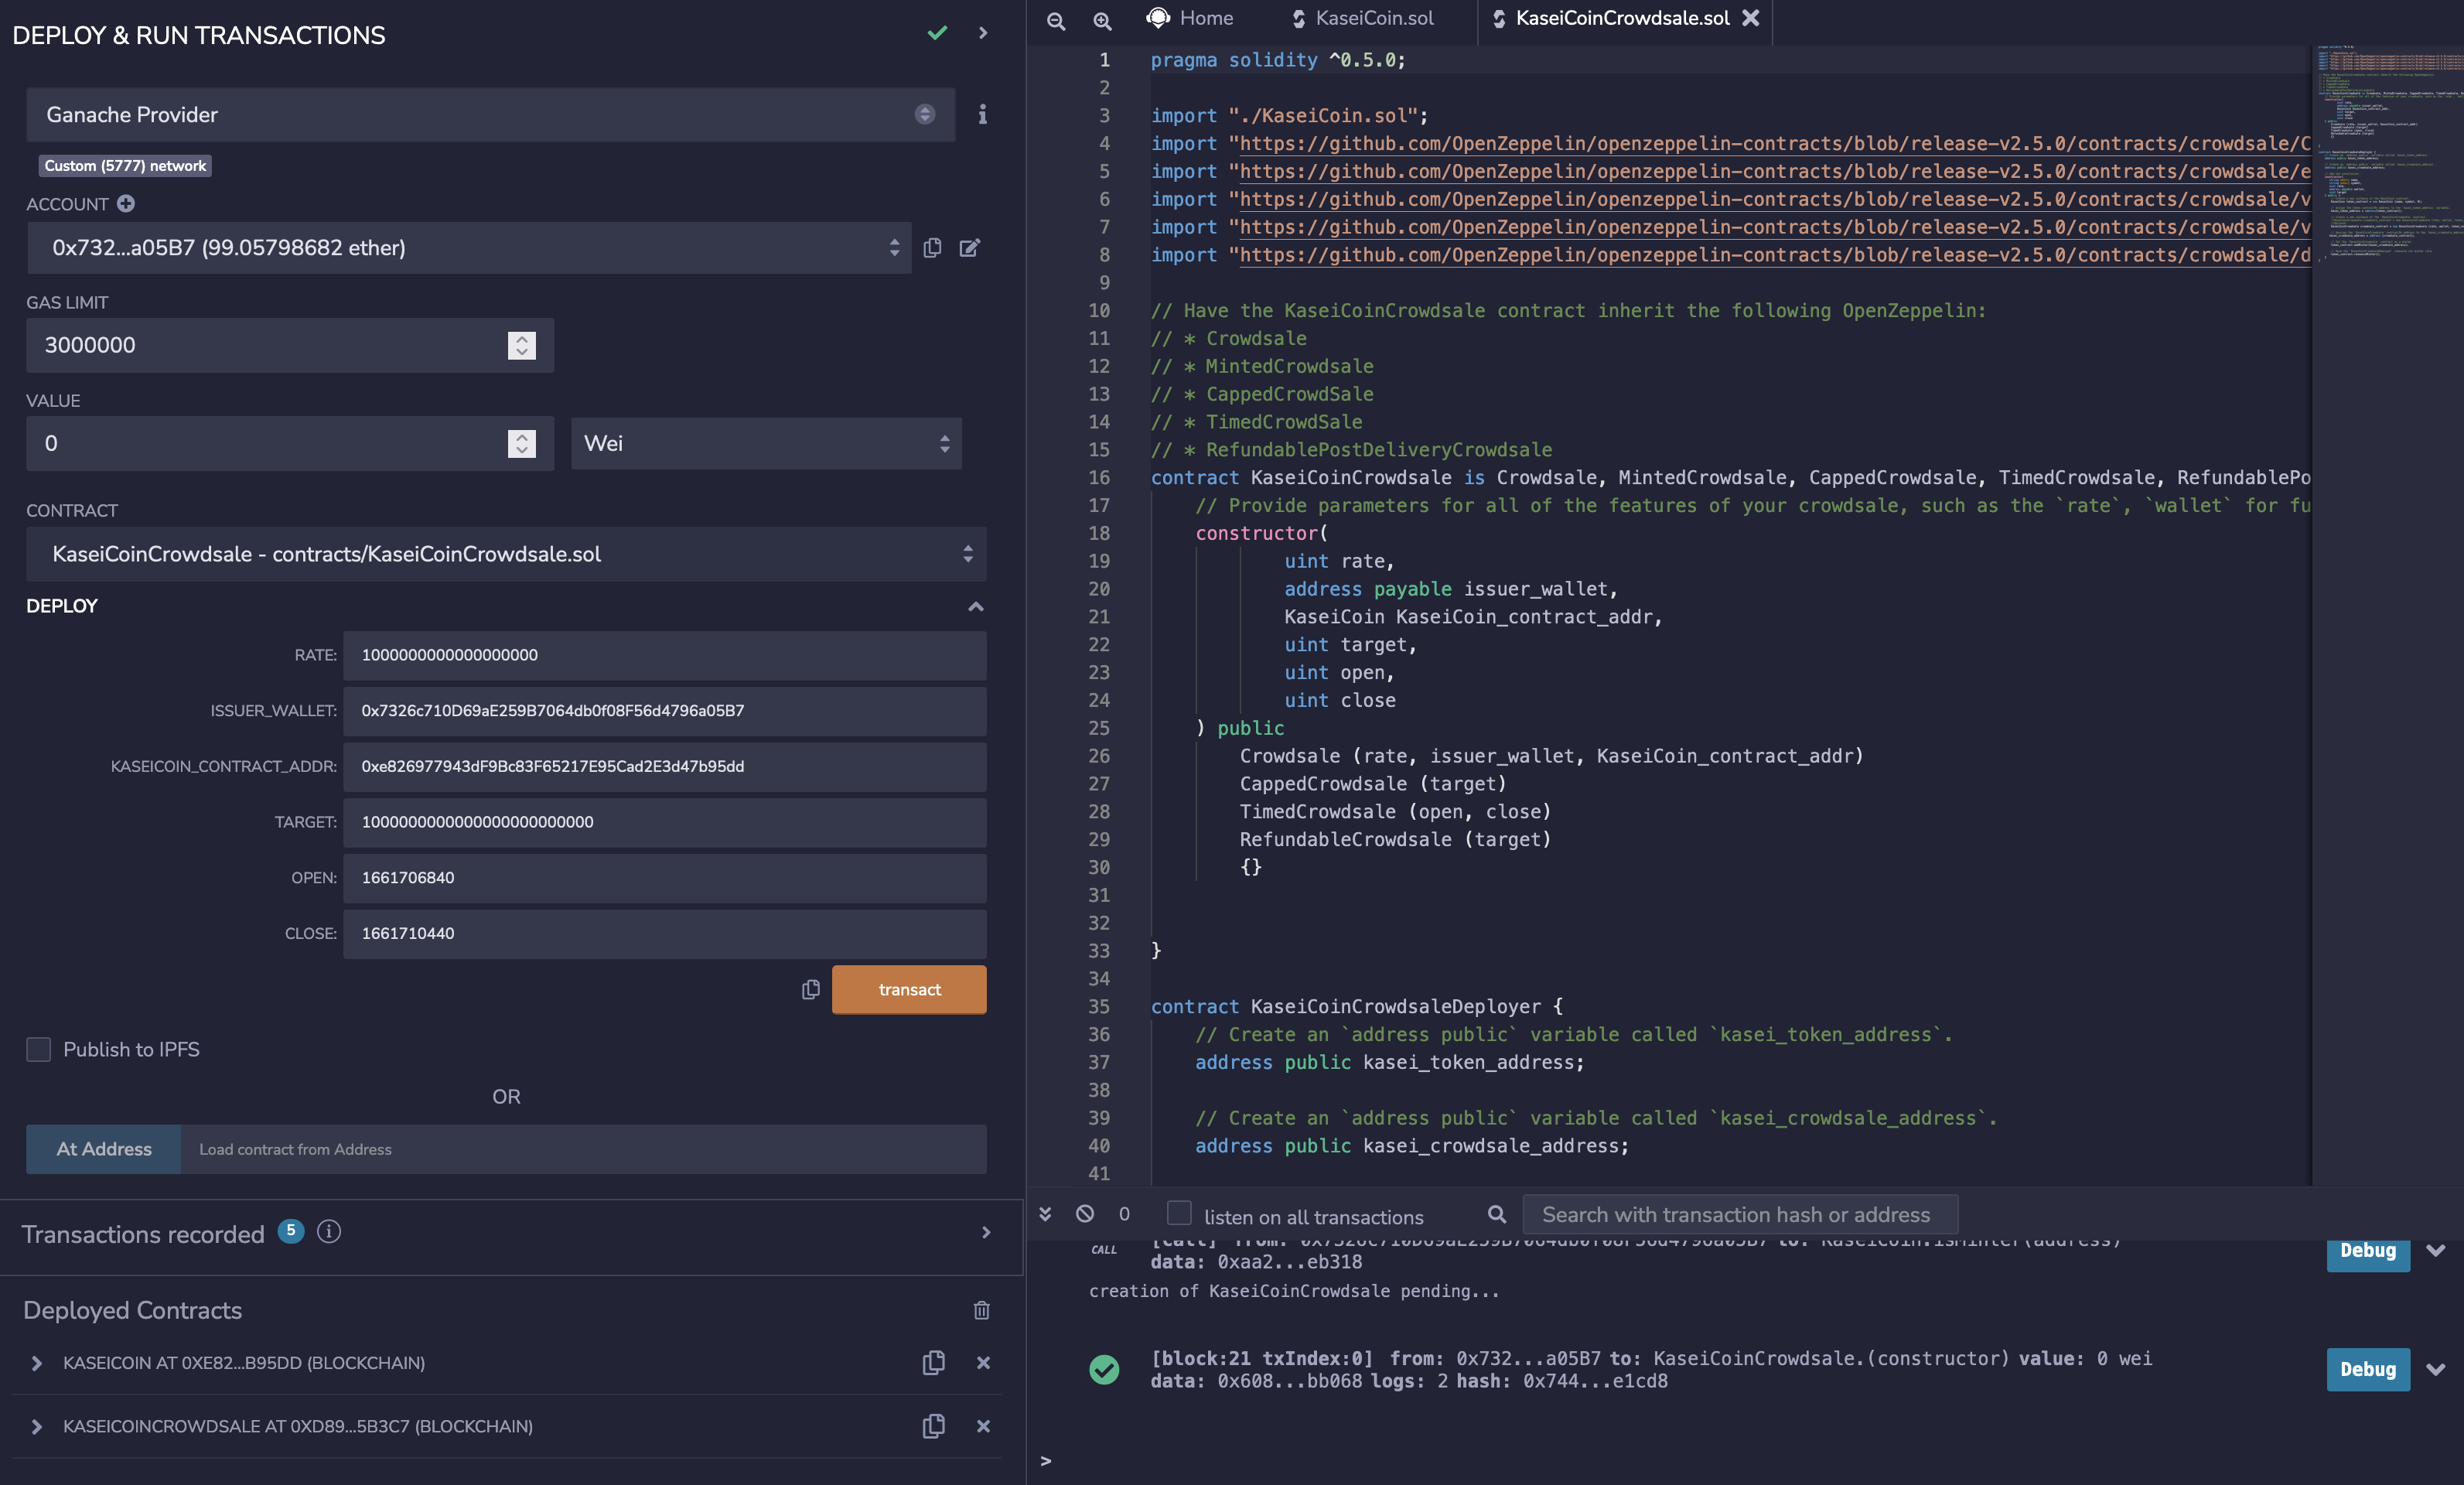 DEPLOY & RUN TRANSACTIONS
Ganache Provider
Custom (5777) network
ACCOUNT
0x732...a05B7 (99.05798682 ether)
GAS LIMIT
3000000
VALUE
0
Wei
CONTRACT
KaseiCoinCrowdsale - contracts/KaseiCoinCrowdsale.sol
DEPLOY
RATE: 1000000000000000000
ISSUER_WALLET: 0x7326c710D69aE259B7064db0f08F56d4796a05B7
KASEICOIN_CONTRACT_ADDR: 0xe826977943dF9Bc83F65217E95Cad2E3d47b95dd
TARGET: 1000000000000000000000000
OPEN: 1661706840
CLOSE: 1661710440
transact
Publish to IPFS
OR
At Address
Load contract from Address
Transactions recorded 5 i
Deployed Contracts
KASEICOIN AT 0XE82...B95DD (BLOCKCHAIN)
KASEICOINCROWDSALE AT 0XD89...5B3C7 (BLOCKCHAIN)
Home
KaseiCoin.sol
KaseiCoinCrowdsale.sol
1 pragma solidity ^0.5.0;
2
3 import "./KaseiCoin.sol";
4 import "https://github.com/OpenZeppelin/openzeppelin-contracts/blob/release-v2.5.0/contracts/crowdsale/C
5 import "https://github.com/OpenZeppelin/openzeppelin-contracts/blob/release-v2.5.0/contracts/crowdsale/e
6 import "https://github.com/OpenZeppelin/openzeppelin-contracts/blob/release-v2.5.0/contracts/crowdsale/v
7 import "https://github.com/OpenZeppelin/openzeppelin-contracts/blob/release-v2.5.0/contracts/crowdsale/v
8 import "https://github.com/OpenZeppelin/openzeppelin-contracts/blob/release-v2.5.0/contracts/crowdsale/d
9
10 // Have the KaseiCoinCrowdsale contract inherit the following OpenZeppelin:
11 // * Crowdsale
12 // * MintedCrowdsale
13 // * CappedCrowdSale
14 // * TimedCrowdSale
15 // * RefundablePostDeliveryCrowdsale
16 contract KaseiCoinCrowdsale is Crowdsale, MintedCrowdsale, CappedCrowdsale, TimedCrowdsale, RefundablePo
17 // Provide parameters for all of the features of your crowdsale, such as the `rate`, `wallet` for fu
18 constructor(
19 uint rate,
20 address payable issuer_wallet,
21 KaseiCoin KaseiCoin_contract_addr,
22 uint target,
23 uint open,
24 uint close
25 ) public
26 Crowdsale (rate, issuer_wallet, KaseiCoin_contract_addr)
27 CappedCrowdsale (target)
28 TimedCrowdsale (open, close)
29 RefundableCrowdsale (target)
30 {}
31
32
33 }
34
35 contract KaseiCoinCrowdsaleDeployer {
36 // Create an `address public` variable called `kasei_token_address`.
37 address public kasei_token_address;
38
39 // Create an `address public` variable called `kasei_crowdsale_address`.
40 address public kasei_crowdsale_address;
41
0
listen on all transactions
Search with transaction hash or address
CALL [call] from: 0x7326c710D69aE259B7064db0f08F56d4796a05B7 to: KaseiCoin.isMinter(address)
data: 0xaa2...eb318
Debug
creation of KaseiCoinCrowdsale pending...
[block:21 txIndex:0] from: 0x732...a05B7 to: KaseiCoinCrowdsale.(constructor) value: 0 wei
data: 0x608...bb068 logs: 2 hash: 0x744...e1cd8
Debug
>